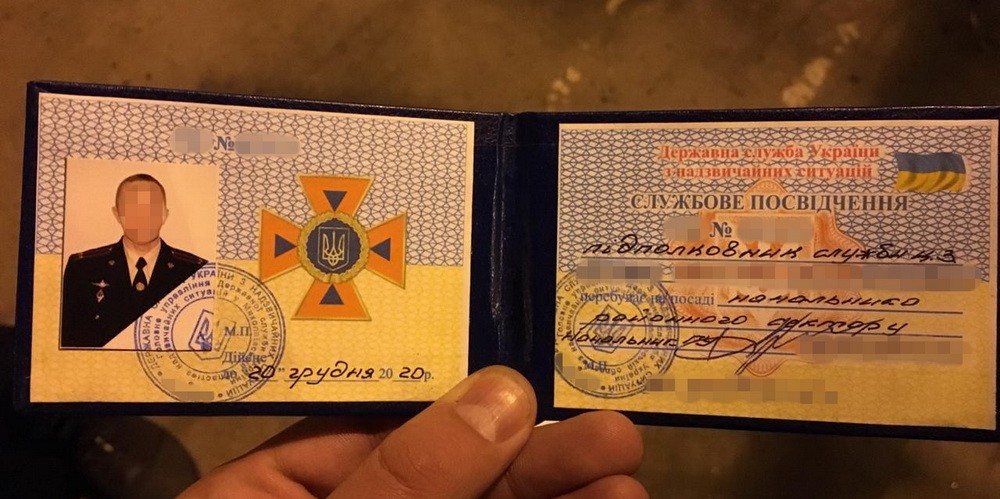 №
М.П.
Дійсне
до „20" грудня 2020р.
Державна служба України
з надзвичайних ситуацій
СЛУЖБОВЕ ПОСВІДЧЕННЯ
№
підполковник служби ЦЗ
перебуває на посаді начальника
районного сектору
Начальник
М.П.